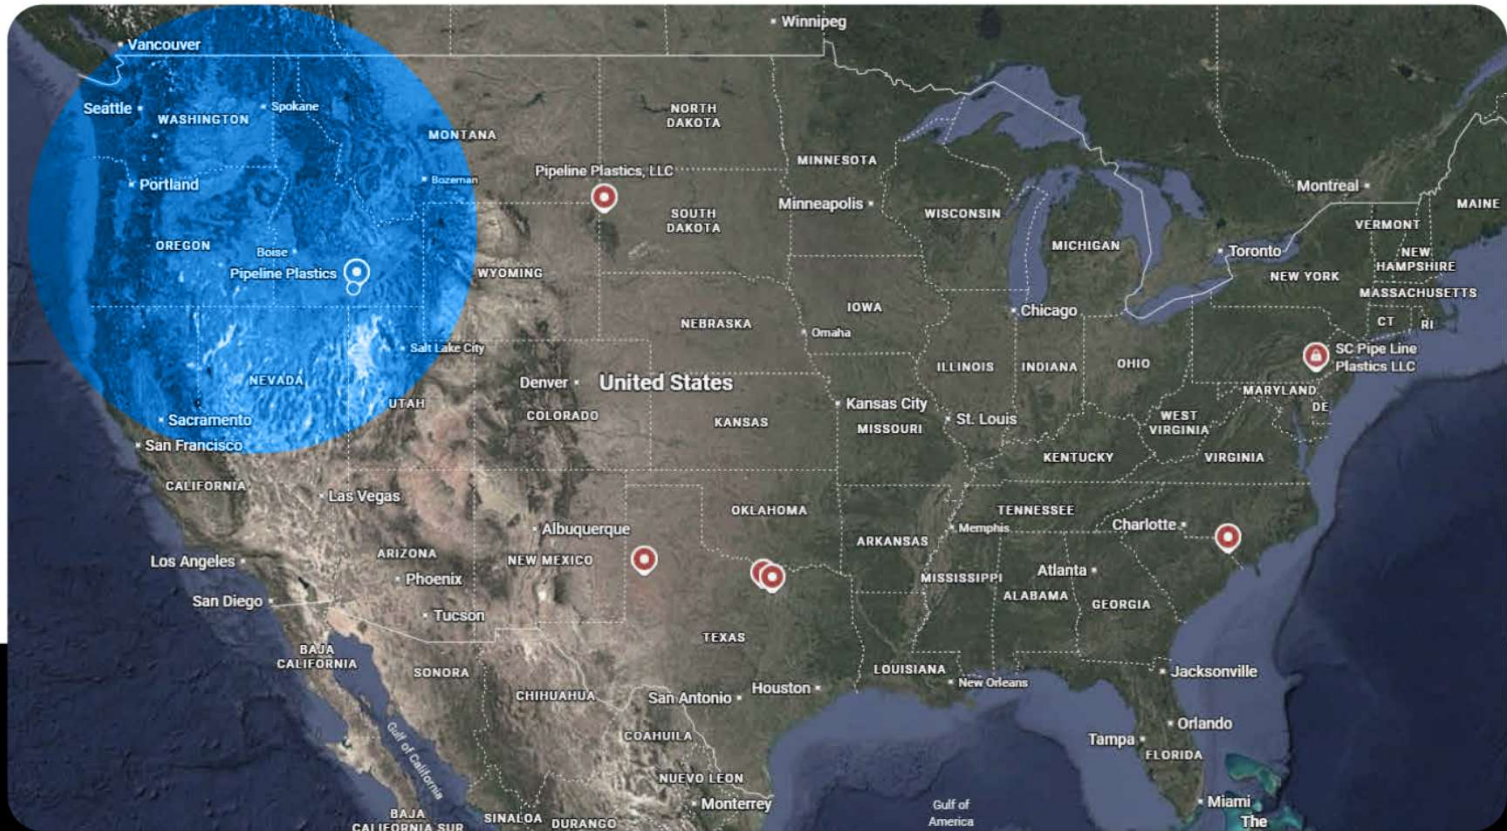 Winnipeg
Vancouver
Seattle
Spokane
WASHINGTON
NORTH
DAKOTA
MONTANA
MINNESOTA
Pipeline Plastics, LLC
Bozeman
Portland
Montreal
Minneapolis
MAINE
SOUTH
DAKOTA
WISCONSIN
VERMONT
OREGON
MICHIGAN
Boise
Toronto
NEW
HAMPSHIRE
Pipeline Plastics
WYOMING
NEW YORK
MASSACHUSETTS
IOWA
Chicago
NEBRASKA
CT
RI
Omaha
Salt Lake City
SC Pipe Line
Plastics LLC
ILLINOIS
INDIANA
OHIO
NEVADA
Denver
United States
MARYLAND
UTAH
Kansas City
DE
COLORADO
Sacramento
KANSAS
MISSOURI
St. Louis
WEST
VIRGINIA
San Francisco
KENTUCKY
VIRGINIA
CALIFORNIA
Las Vegas
OKLAHOMA
TENNESSEE
Albuquerque
Memphis
Charlotte
ARKANSAS
Los Angeles
ARIZONA
NEW MEXICO
Phoenix
MISSISSIPPI
Atlanta
San Diego
ALABAMA
GEORGIA
Tucson
TEXAS
BAJA
CALIFORNIA
SONORA
LOUISIANA
Jacksonville
New Orleans
CHIHUAHUA
San Antonio
Houston
Orlando
COAHUILA
Gulf of California
Tampa
FLORIDA
NUEVO LEON
Monterrey
Gulf of
America
Miami
BAJA
CALIFORNIA SUR
SINALOA
DURANGO
The